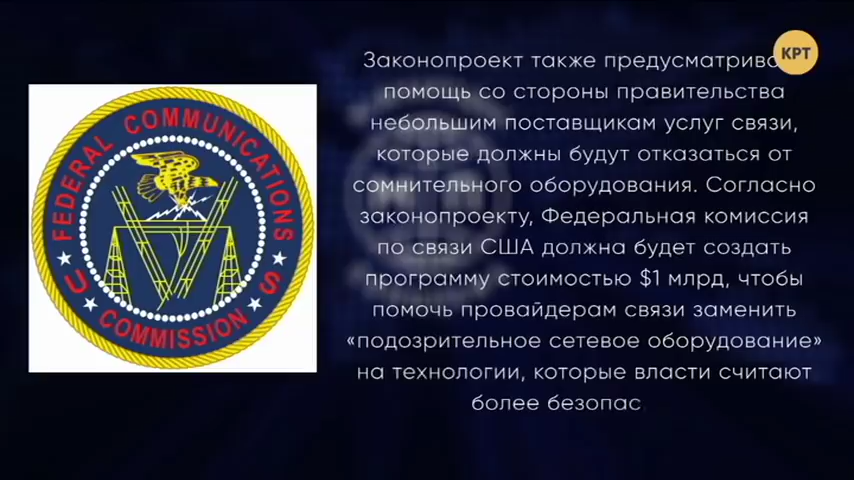 КРТ
FEDERAL COMMUNICATIONS
U S
COMMISSION
Законопроект также предусматрива
помощь со стороны правительства
небольшим поставщикам услуг связи,
которые должны будут отказаться от
сомнительного оборудования. Согласно
законопроекту, Федеральная комиссия
по связи США должна будет создать
программу стоимостью $1 млрд, чтобы
помочь провайдерам связи заменить
«подозрительное сетевое оборудование»
на технологии, которые власти считают
более безопас